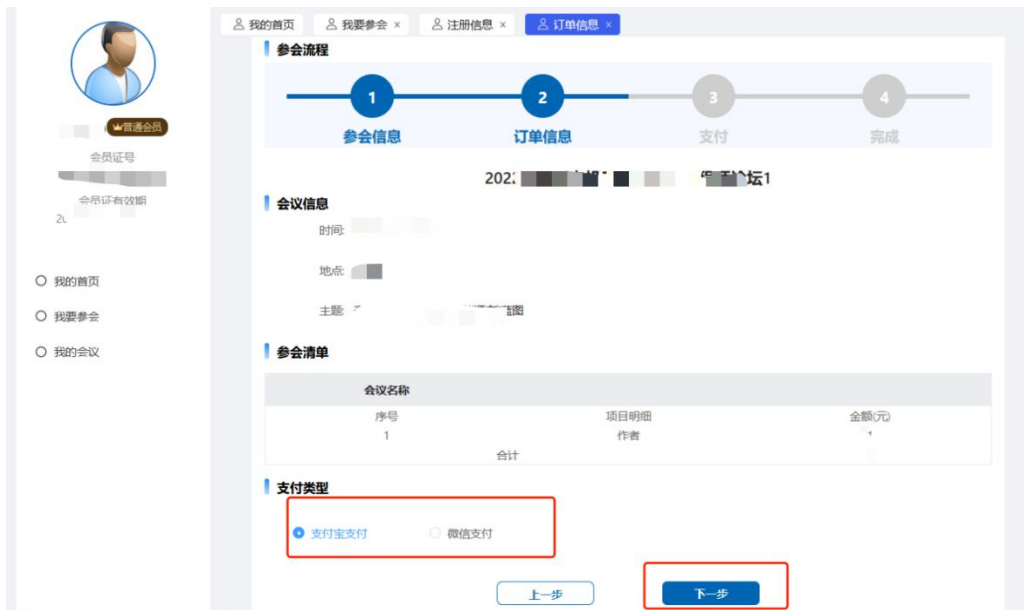 我的首页 我要参会 × 注册信息 × 订单信息 ×
普通会员
会员证号
会员证有效期
2
我的首页
我要参会
我的会议
参会流程
1 2 3 4
参会信息 订单信息 支付 完成
202 坛1
会议信息
时间:
地点:
主题: 图
参会清单
会议名称
序号 项目明细 金额(元)
1 作者
合计
支付类型
支付宝支付 微信支付
上一步 下一步